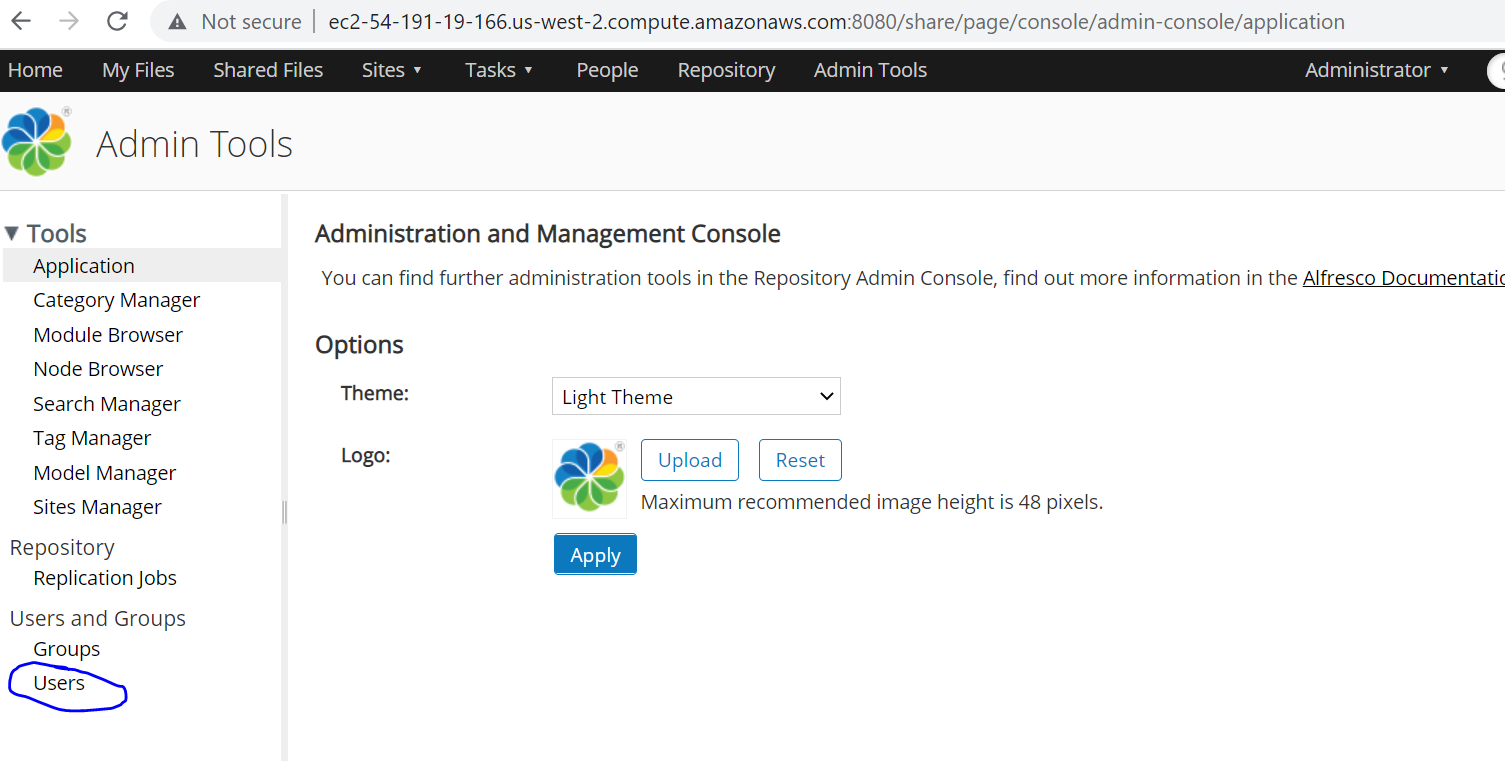 Not secure ec2-54-191-19-166.us-west-2.compute.amazonaws.com:8080/share/page/console/admin-console/application
Home My Files Shared Files Sites Tasks People Repository Admin Tools Administrator
Admin Tools
Tools
Application
Category Manager
Module Browser
Node Browser
Search Manager
Tag Manager
Model Manager
Sites Manager
Repository
Replication Jobs
Users and Groups
Groups
Users
Administration and Management Console
You can find further administration tools in the Repository Admin Console, find out more information in the Alfresco Documentatio
Options
Theme: Light Theme
Logo: ® Upload Reset
Maximum recommended image height is 48 pixels.
Apply